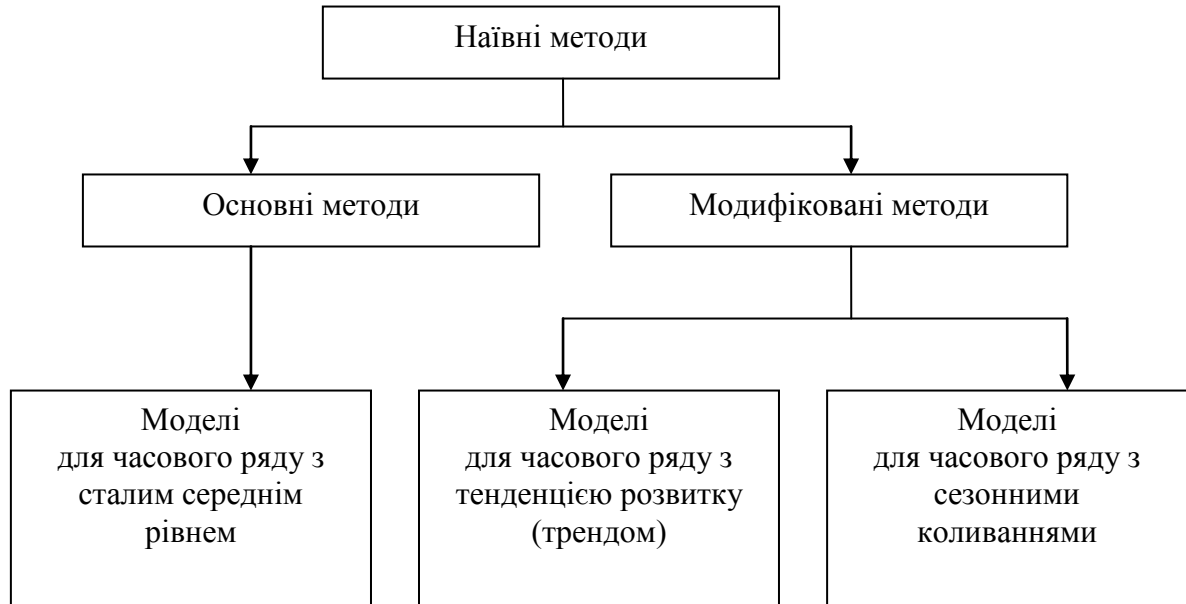 Наївні методи
Основні методи
Модифіковані методи
Моделі
для часового ряду з
сталим середнім
рівнем
Моделі
для часового ряду з
тенденцією розвитку
(трендом)
Моделі
для часового ряду з
сезонними
коливаннями